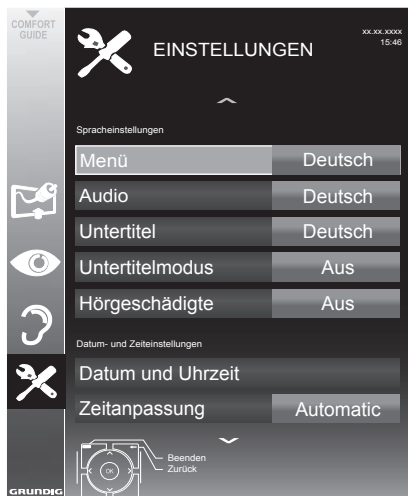 COMFORT
GUIDE
EINSTELLUNGEN
xx.xx.xxxx
15:46
Spracheinstellungen
Menü Deutsch
Audio Deutsch
Untertitel Deutsch
Untertitelmodus Aus
Hörgeschädigte Aus
Datum- und Zeiteinstellungen
Datum und Uhrzeit
Zeitanpassung Automatic
Beenden
Zurück
OK
GRUNDIG